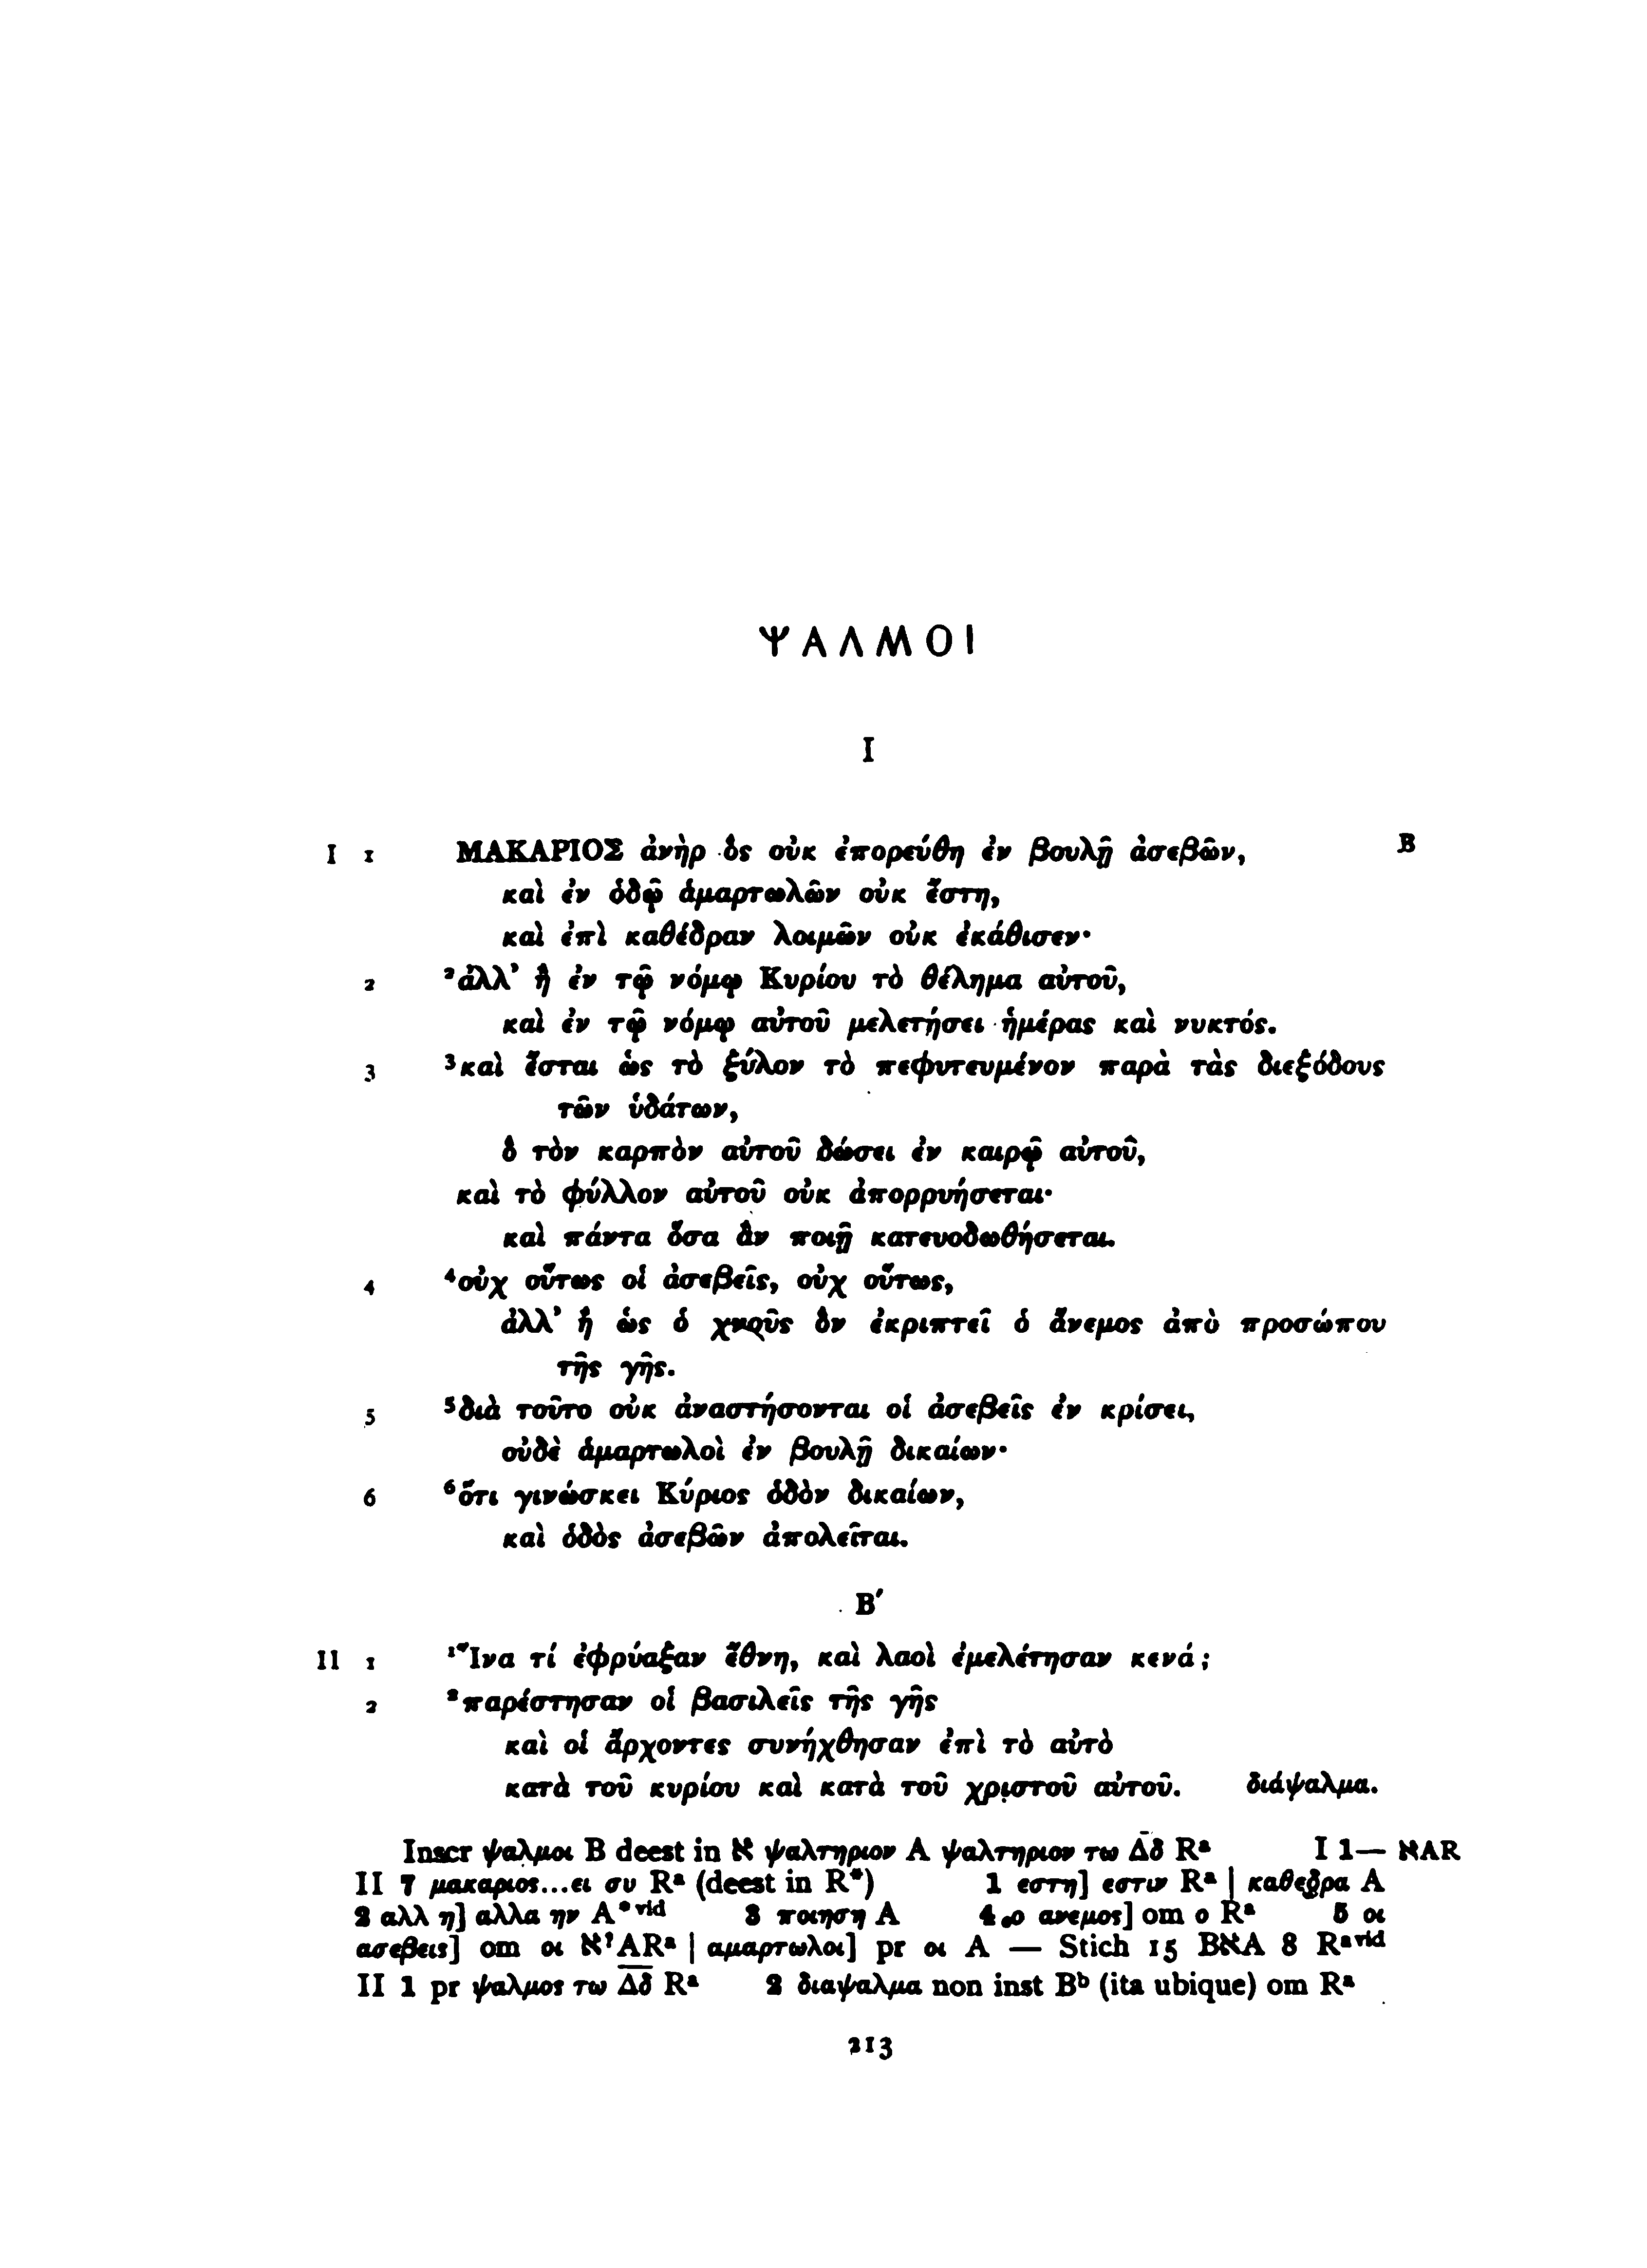 ΨΑΛΜΟΙ
I
I 1 ΜΑΚΑΡΙΟΣ ἀνὴρ ὃς οὐκ ἐπορεύθη ἐν βουλῇ ἀσεβῶν, B
καὶ ἐν ὁδῷ ἁμαρτωλῶν οὐκ ἔστη,
καὶ ἐπὶ καθέδραν λοιμῶν οὐκ ἐκάθισεν·
2 ²ἀλλ’ ἢ ἐν τῷ νόμῳ Κυρίου τὸ θέλημα αὐτοῦ,
καὶ ἐν τῷ νόμῳ αὐτοῦ μελετήσει ἡμέρας καὶ νυκτός.
3 ³καὶ ἔσται ὡς τὸ ξύλον τὸ πεφυτευμένον παρὰ τὰς διεξόδους
τῶν ὑδάτων,
ὃ τὸν καρπὸν αὐτοῦ δώσει ἐν καιρῷ αὐτοῦ,
καὶ τὸ φύλλον αὐτοῦ οὐκ ἀπορρυήσεται·
καὶ πάντα ὅσα ἂν ποιῇ κατευοδωθήσεται.
4 ⁴οὐχ οὕτως οἱ ἀσεβεῖς, οὐχ οὕτως,
ἀλλ’ ἢ ὡς ὁ χνοῦς ὃν ἐκριπτεῖ ὁ ἄνεμος ἀπὸ προσώπου
τῆς γῆς.
5 ⁵διὰ τοῦτο οὐκ ἀναστήσονται οἱ ἀσεβεῖς ἐν κρίσει,
οὐδὲ ἁμαρτωλοὶ ἐν βουλῇ δικαίων·
6 ⁶ὅτι γινώσκει Κύριος ὁδὸν δικαίων,
καὶ ὁδὸς ἀσεβῶν ἀπολεῖται.
Β′
II 1 ¹Ἵνα τί ἐφρύαξαν ἔθνη, καὶ λαοὶ ἐμελέτησαν κενά;
2 ²παρέστησαν οἱ βασιλεῖς τῆς γῆς
καὶ οἱ ἄρχοντες συνήχθησαν ἐπὶ τὸ αὐτὸ
κατὰ τοῦ κυρίου καὶ κατὰ τοῦ χριστοῦ αὐτοῦ. διάψαλμα.
Inscr ψαλμοι B deest in א ψαλτηριον A ψαλτηριον τω Δ̅δ̅ Rᵃ I 1— אAR
II 7 μακαριος...ει συ Rᵃ (deest in R*) 1 εστη] εστιν Rᵃ | καθεδρα A
2 αλλ η] αλλα ην A*ᵛⁱᵈ 3 ποιηση A 4 ο ανεμος] om ο Rᵃ 5 οι
ασεβεις] om οι א?ARᵃ | αμαρτωλοι] pr οι A — Stich 15 BאA 8 Rᵃᵛⁱᵈ
II 1 pr ψαλμος τω Δ̅δ̅ Rᵃ 2 διαψαλμα non inst Bᵇ (ita ubique) om Rᵃ
213